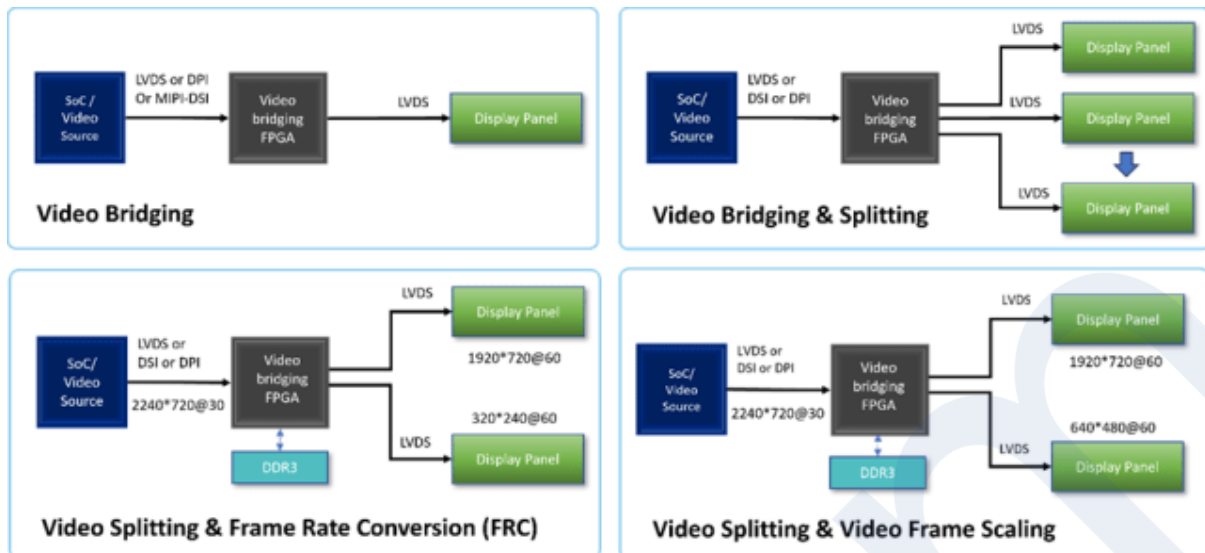 SoC /
Video
Source
LVDS or DPI
Or MIPI-DSI
Video
bridging
FPGA
LVDS
Display Panel
Video Bridging
SoC/
Video
Source
LVDS or
DSI or DPI
Video
bridging
FPGA
LVDS
Display Panel
LVDS
Display Panel
LVDS
Display Panel
Video Bridging & Splitting
SoC/
Video
Source
LVDS or
DSI or DPI
2240*720@30
Video
bridging
FPGA
DDR3
LVDS
Display Panel
1920*720@60
320*240@60
LVDS
Display Panel
Video Splitting & Frame Rate Conversion (FRC)
SoC/
Video
Source
LVDS or
DSI or DPI
2240*720@30
Video
bridging
FPGA
DDR3
LVDS
Display Panel
1920*720@60
640*480@60
LVDS
Display Panel
Video Splitting & Video Frame Scaling